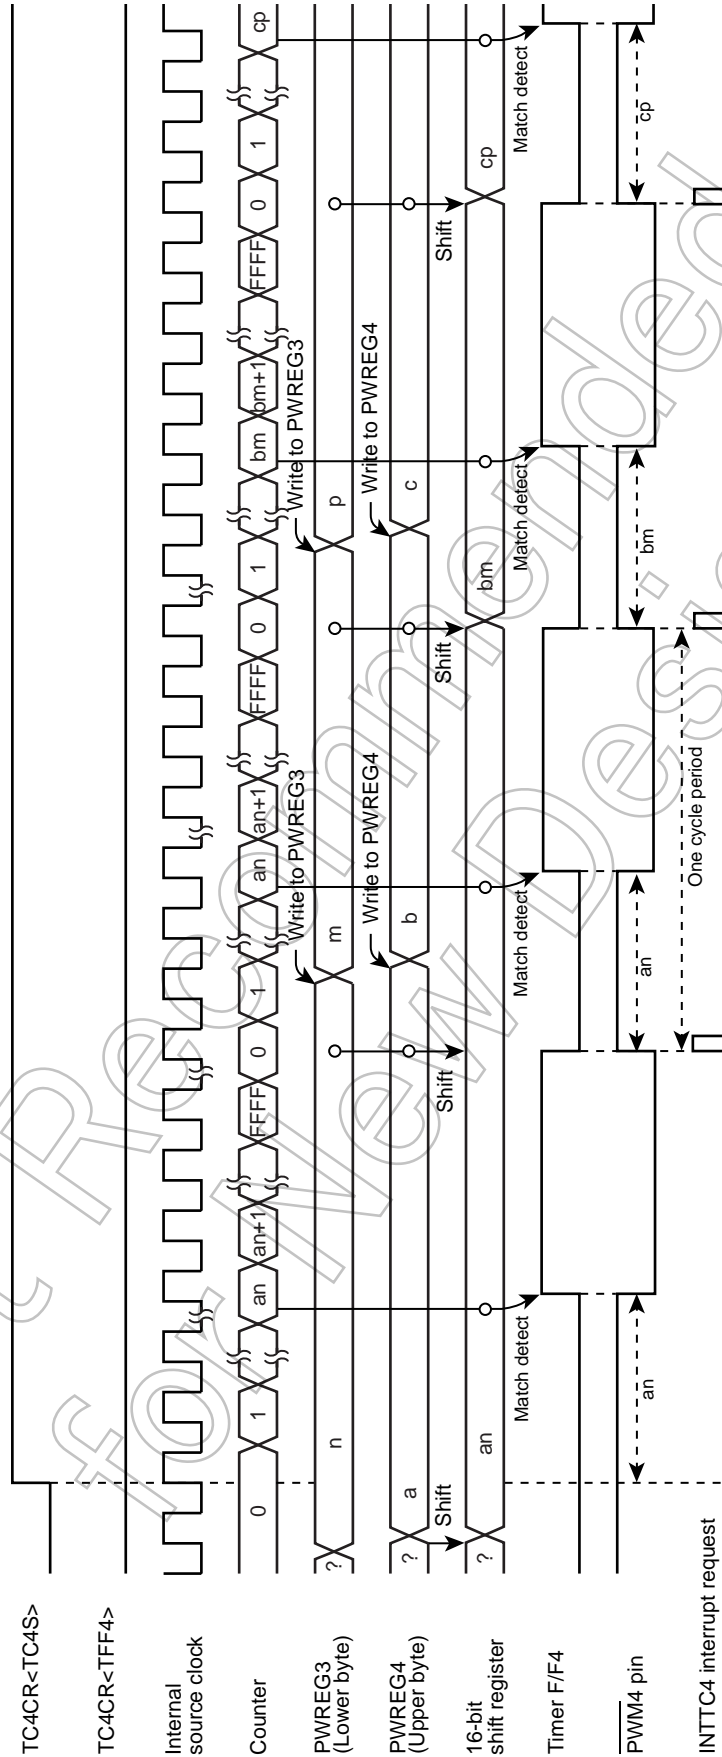 TC4CR<TC4S>
TC4CR<TFF4>
Internal
source clock
Counter
0 1 an an+1 FFFF 0 1 an an+1 FFFF 0 1 bm bm+1 FFFF 0 1 cp
Write to PWREG3 Write to PWREG3
PWREG3
(Lower byte)
? n m p
Write to PWREG4 Write to PWREG4
PWREG4
(Upper byte)
? a b c
Shift Shift Shift Shift
16-bit
shift register
? an bm cp
Match detect Match detect Match detect Match detect
Timer F/F4
PWM4 pin
an an bm cp
One cycle period
INTTC4 interrupt request
t Recommended
for New Desi